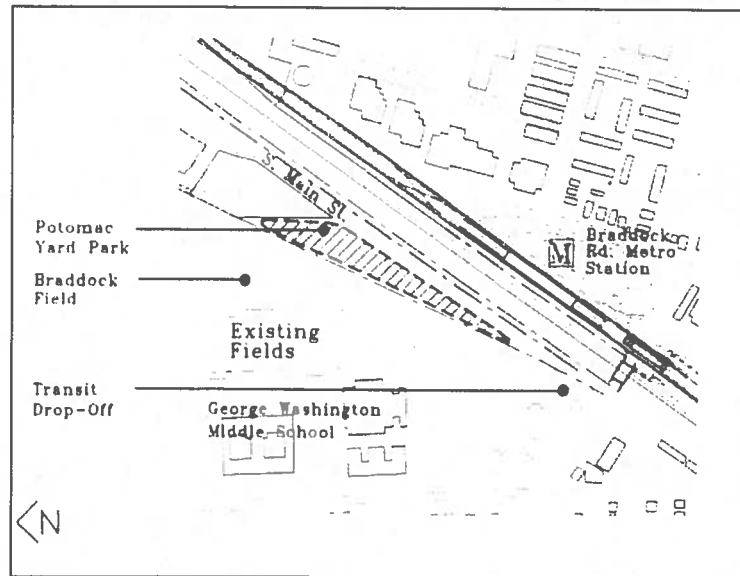 S. Main St.
Potomac
Yard Park
Braddock
Field
M
Braddock
Rd. Metro
Station
Existing
Fields
Transit
Drop-Off
George Washington
Middle School
N